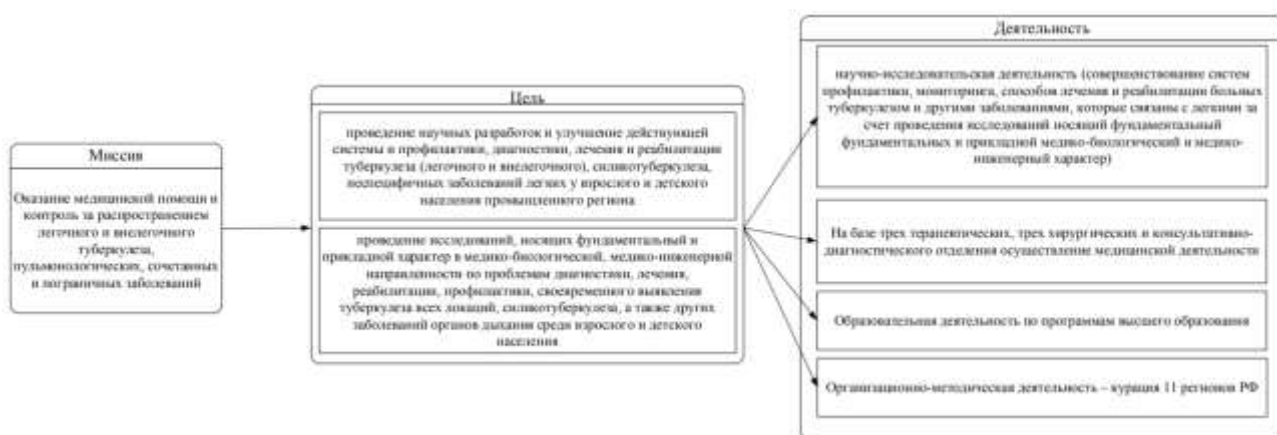 Миссия
Оказание медицинской помощи и
контроль за распространением
легочного и внелегочного
туберкулеза,
пульмонологических, сочетанных
и пограничных заболеваний
Цель
проведение научных разработок и улучшение действующей
системы в профилактики, диагностики, лечения и реабилитации
туберкулеза (легочного и внелегочного), силикотуберкулеза,
неспецифичных заболеваний легких у взрослого и детского
населения промышленного региона
проведение исследований, носящих фундаментальный и
прикладной характер в медико-биологической, медико-инженерной
направленности по проблемам диагностики, лечения,
реабилитации, профилактики, своевременного выявления
туберкулеза всех локаций, силикотуберкулеза, а также других
заболеваний органов дыхания среди взрослого и детского
населения
Деятельность
научно-исследовательская деятельность (совершенствование систем
профилактики, мониторинга, способов лечения и реабилитации больных
туберкулезом и другими заболеваниями, которые связаны с легкими за
счет проведения исследований носящий фундаментальный
фундаментальных и прикладной медико-биологический и медико-
инженерный характер)
На базе трех терапевтических, трех хирургических и консультативно-
диагностического отделения осуществление медицинской деятельности
Образовательная деятельность по программам высшего образования
Организационно-методическая деятельность – курация 11 регионов РФ